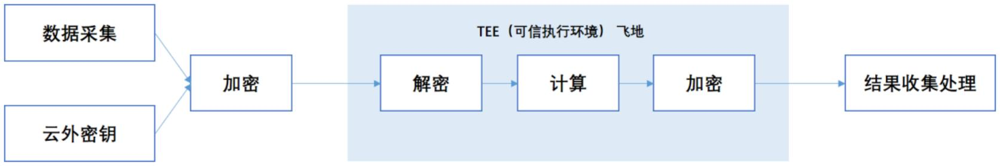 数据采集
云外密钥
加密
TEE（可信执行环境） 飞地
解密
计算
加密
结果收集处理